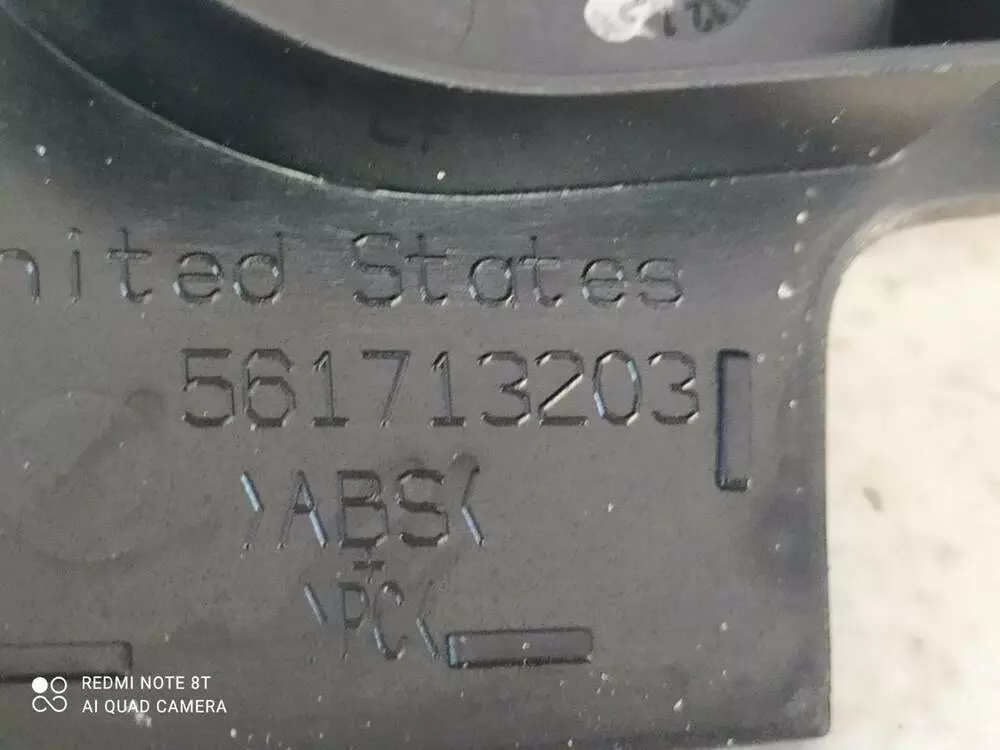 nited States
561713203
>ABS<
+
>PC<
REDMI NOTE 8T
AI QUAD CAMERA